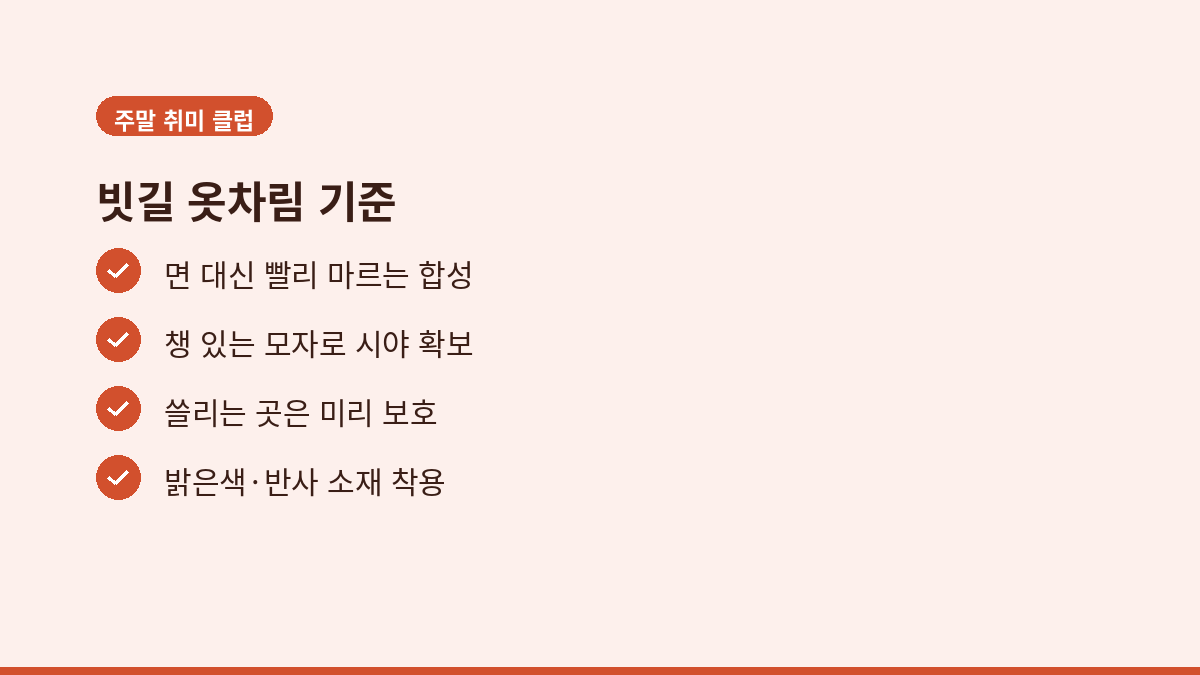 주말 취미 클럽
빗길 옷차림 기준
면 대신 빨리 마르는 합성
챙 있는 모자로 시야 확보
쓸리는 곳은 미리 보호
밝은색·반사 소재 착용